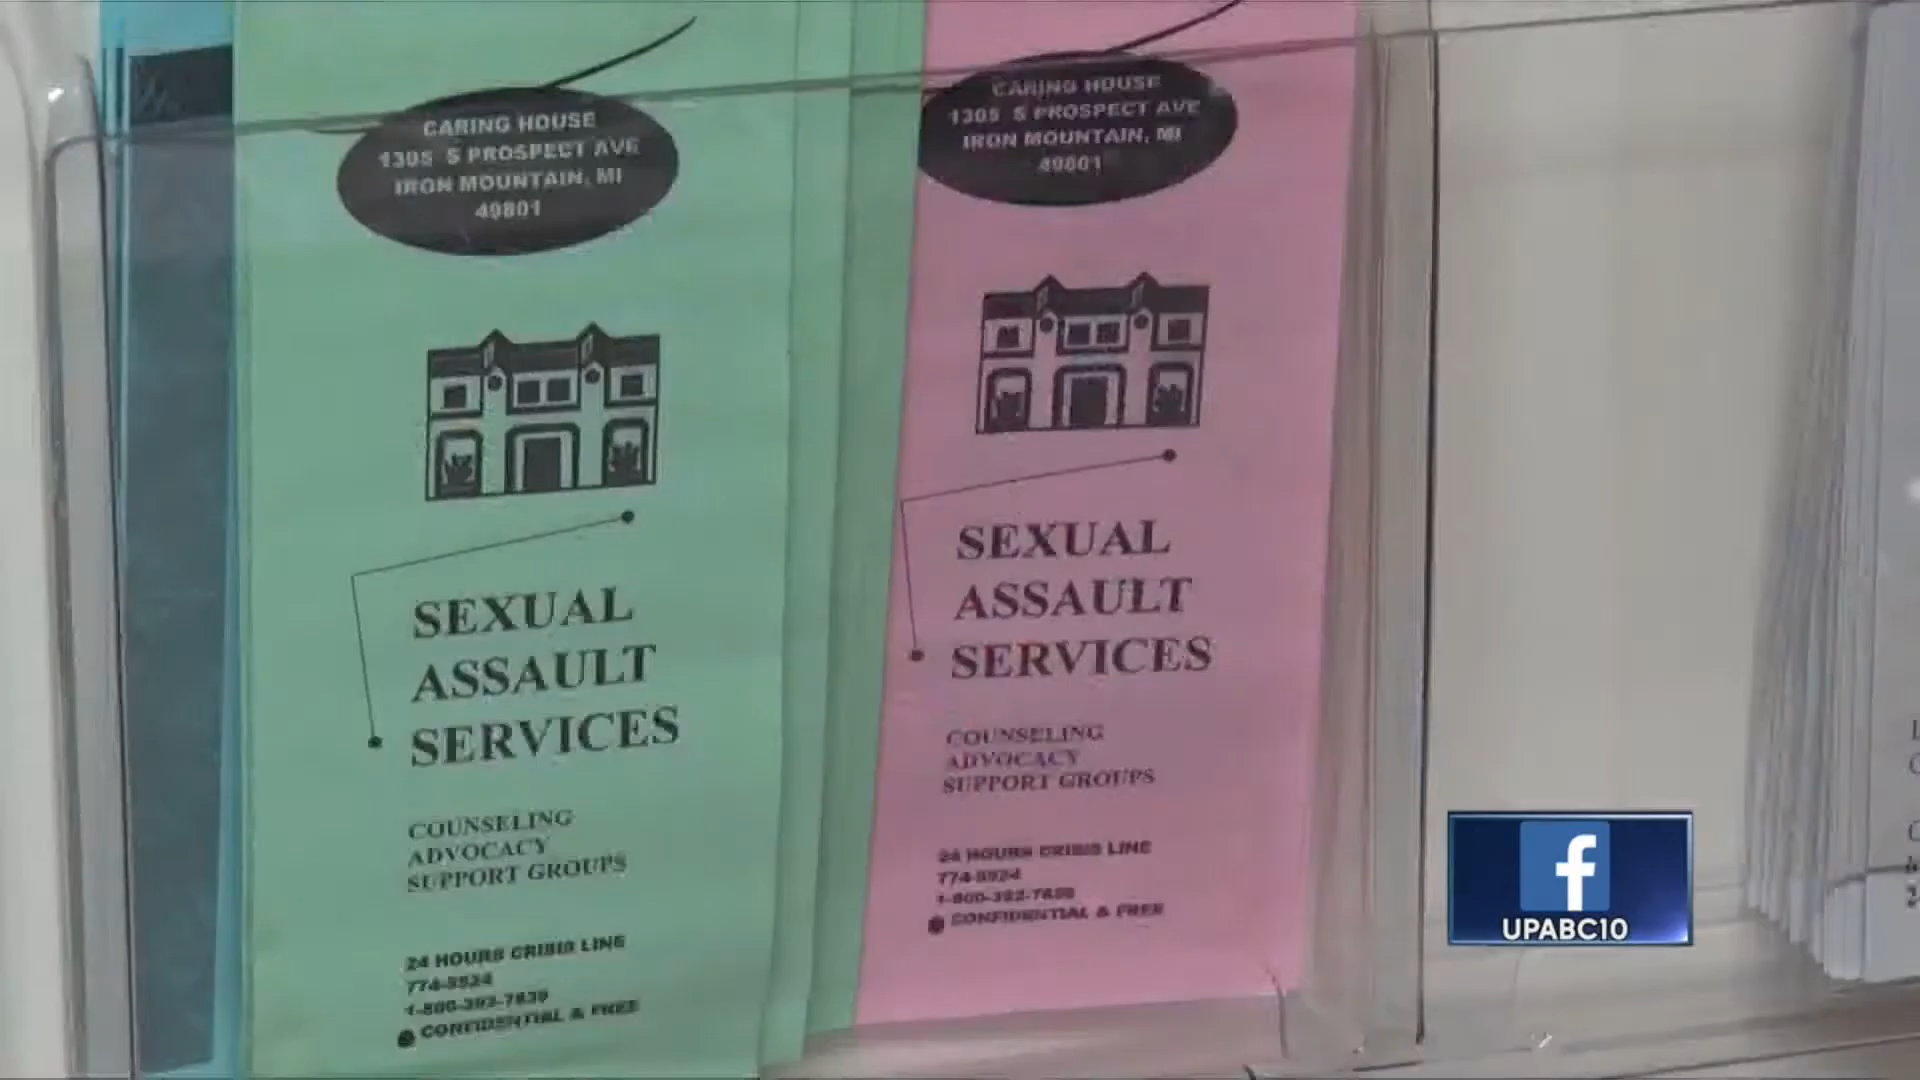 CARING HOUSE
1305 S PROSPECT AVE
IRON MOUNTAIN, MI
49801
SEXUAL
ASSAULT
SERVICES
COUNSELING
ADVOCACY
SUPPORT GROUPS
24 HOURS CRISIS LINE
774-8524
CONFIDENTIAL & FREE
CARING HOUSE
1305 S PROSPECT AVE
IRON MOUNTAIN, MI
49801
SEXUAL
ASSAULT
SERVICES
COUNSELING
ADVOCACY
SUPPORT GROUPS
24 HOURS CRISIS LINE
CONFIDENTIAL & FREE
f
UPABC10